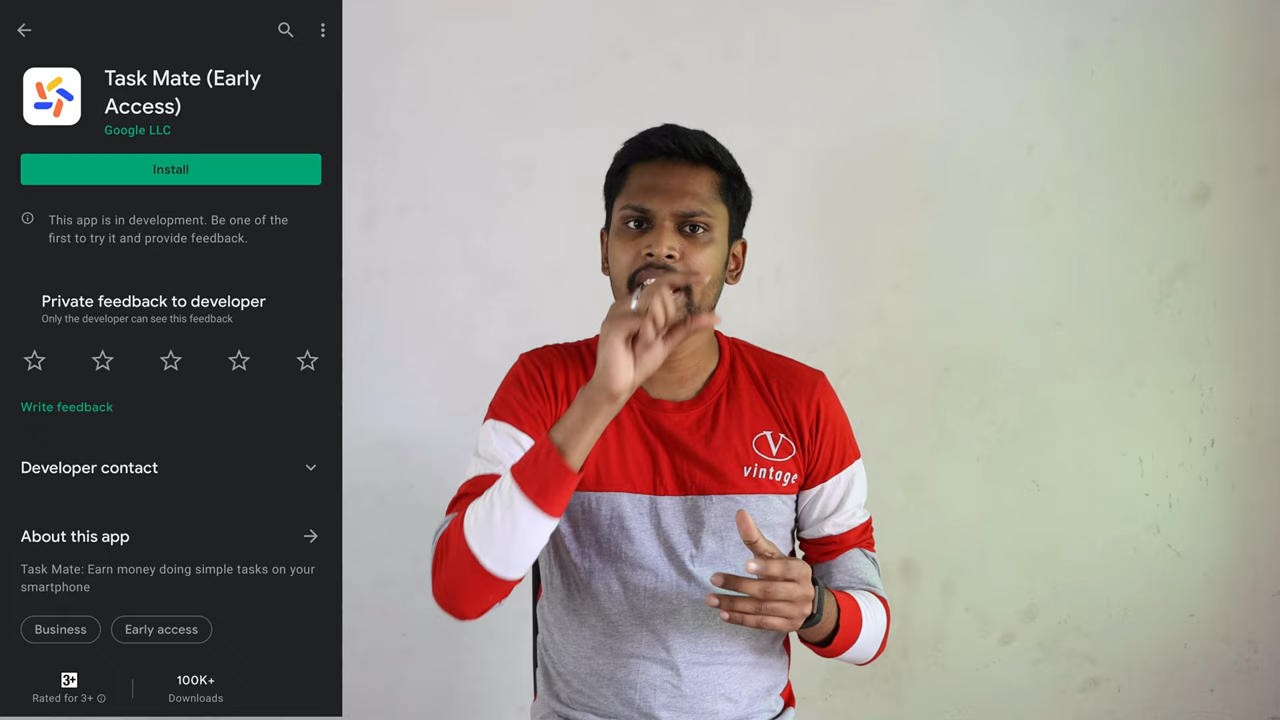 Task Mate (Early
Access)
Google LLC
Install
This app is in development. Be one of the
first to try it and provide feedback.
Private feedback to developer
Only the developer can see this feedback
Write feedback
Developer contact
About this app
Task Mate: Earn money doing simple tasks on your
smartphone
Business
Early access
3+
100K+
Rated for 3+
Downloads
V
vintage